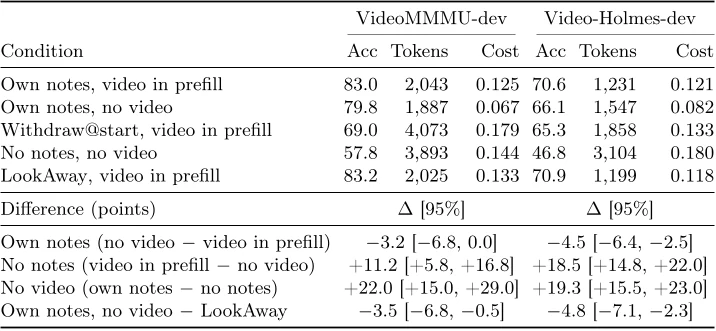 VideoMMMU-dev Video-Holmes-dev
Condition Acc Tokens Cost Acc Tokens Cost
Own notes, video in prefill 83.0 2,043 0.125 70.6 1,231 0.121
Own notes, no video 79.8 1,887 0.067 66.1 1,547 0.082
Withdraw@start, video in prefill 69.0 4,073 0.179 65.3 1,858 0.133
No notes, no video 57.8 3,893 0.144 46.8 3,104 0.180
LookAway, video in prefill 83.2 2,025 0.133 70.9 1,199 0.118
Difference (points) Δ [95%] Δ [95%]
Own notes (no video − video in prefill) −3.2 [−6.8, 0.0] −4.5 [−6.4, −2.5]
No notes (video in prefill − no video) +11.2 [+5.8, +16.8] +18.5 [+14.8, +22.0]
No video (own notes − no notes) +22.0 [+15.0, +29.0] +19.3 [+15.5, +23.0]
Own notes, no video − LookAway −3.5 [−6.8, −0.5] −4.8 [−7.1, −2.3]